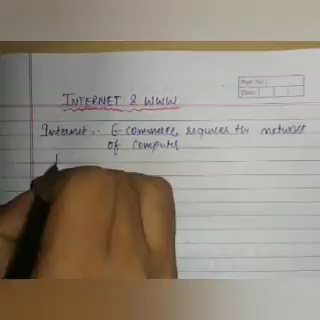 Page No.
Date
INTERNET & WWW
Internet :- E-commerce requires the network
of computers